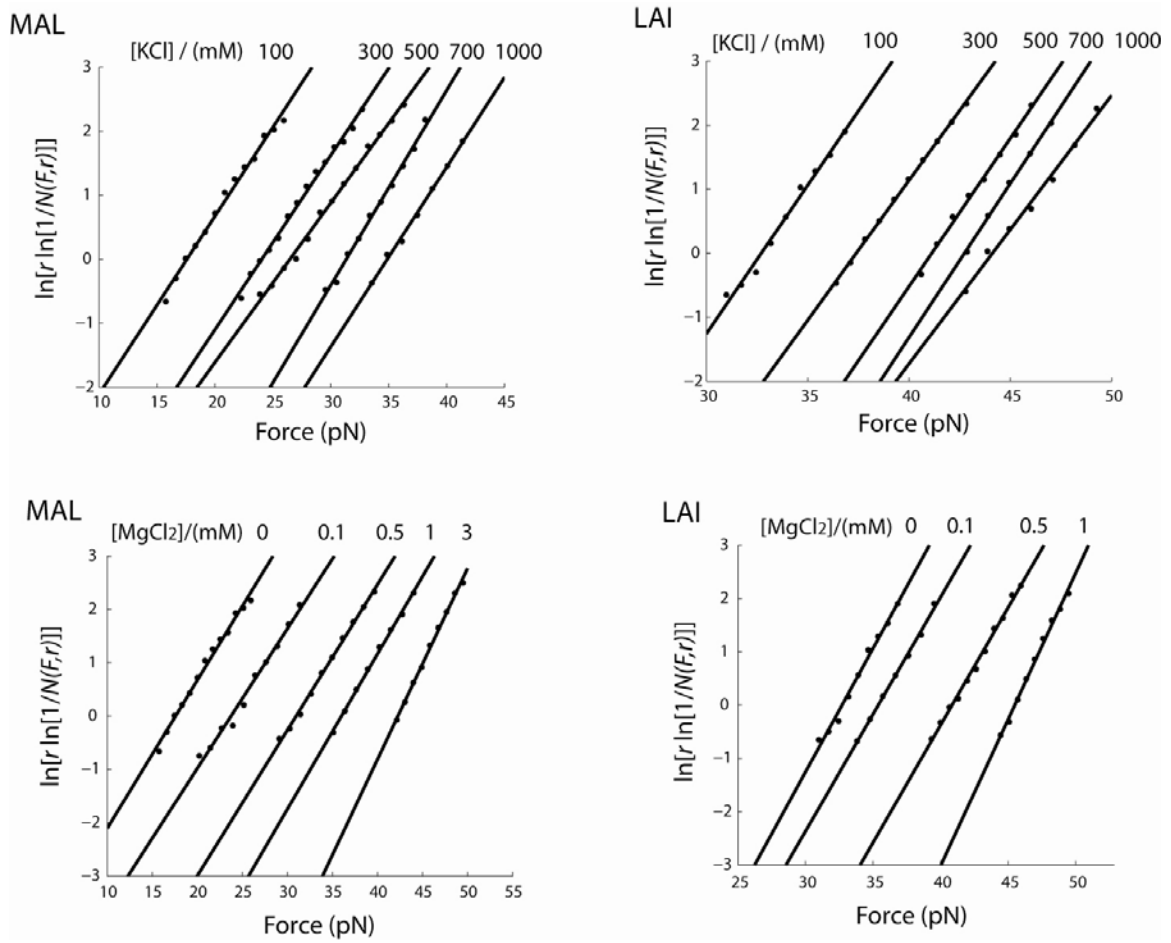 MAL
[KCl] / (mM) 100 300 500 700 1000
ln[r ln[1/N(F,r)]]
3
2
1
0
−1
−2
10 15 20 25 30 35 40 45
Force (pN)
LAI
[KCl] / (mM) 100 300 500 700 1000
ln[r ln[1/N(F,r)]]
3
2
1
0
−1
−2
30 35 40 45 50
Force (pN)
MAL
[MgCl2]/(mM) 0 0.1 0.5 1 3
ln[r ln[1/N(F,r)]]
3
2
1
0
−1
−2
−3
10 15 20 25 30 35 40 45 50 55
Force (pN)
LAI
[MgCl2]/(mM) 0 0.1 0.5 1
ln[r ln[1/N(F,r)]]
3
2
1
0
−1
−2
−3
25 30 35 40 45 50
Force (pN)